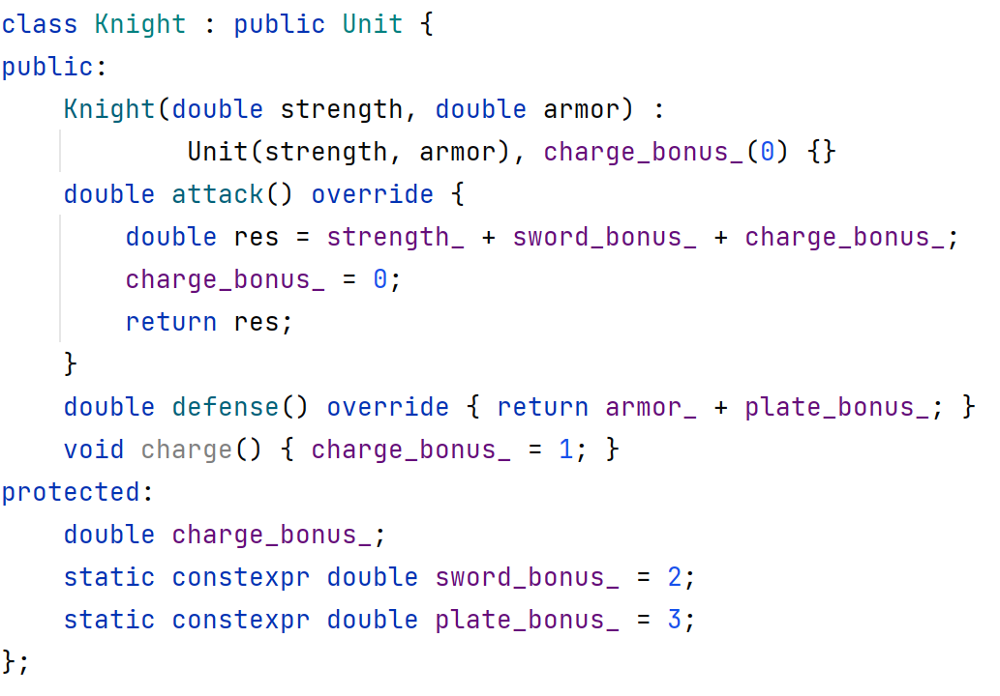 class Knight : public Unit {
public:
    Knight(double strength, double armor) :
            Unit(strength, armor), charge_bonus_(0) {}
    double attack() override {
        double res = strength_ + sword_bonus_ + charge_bonus_;
        charge_bonus_ = 0;
        return res;
    }
    double defense() override { return armor_ + plate_bonus_; }
    void charge() { charge_bonus_ = 1; }
protected:
    double charge_bonus_;
    static constexpr double sword_bonus_ = 2;
    static constexpr double plate_bonus_ = 3;
};